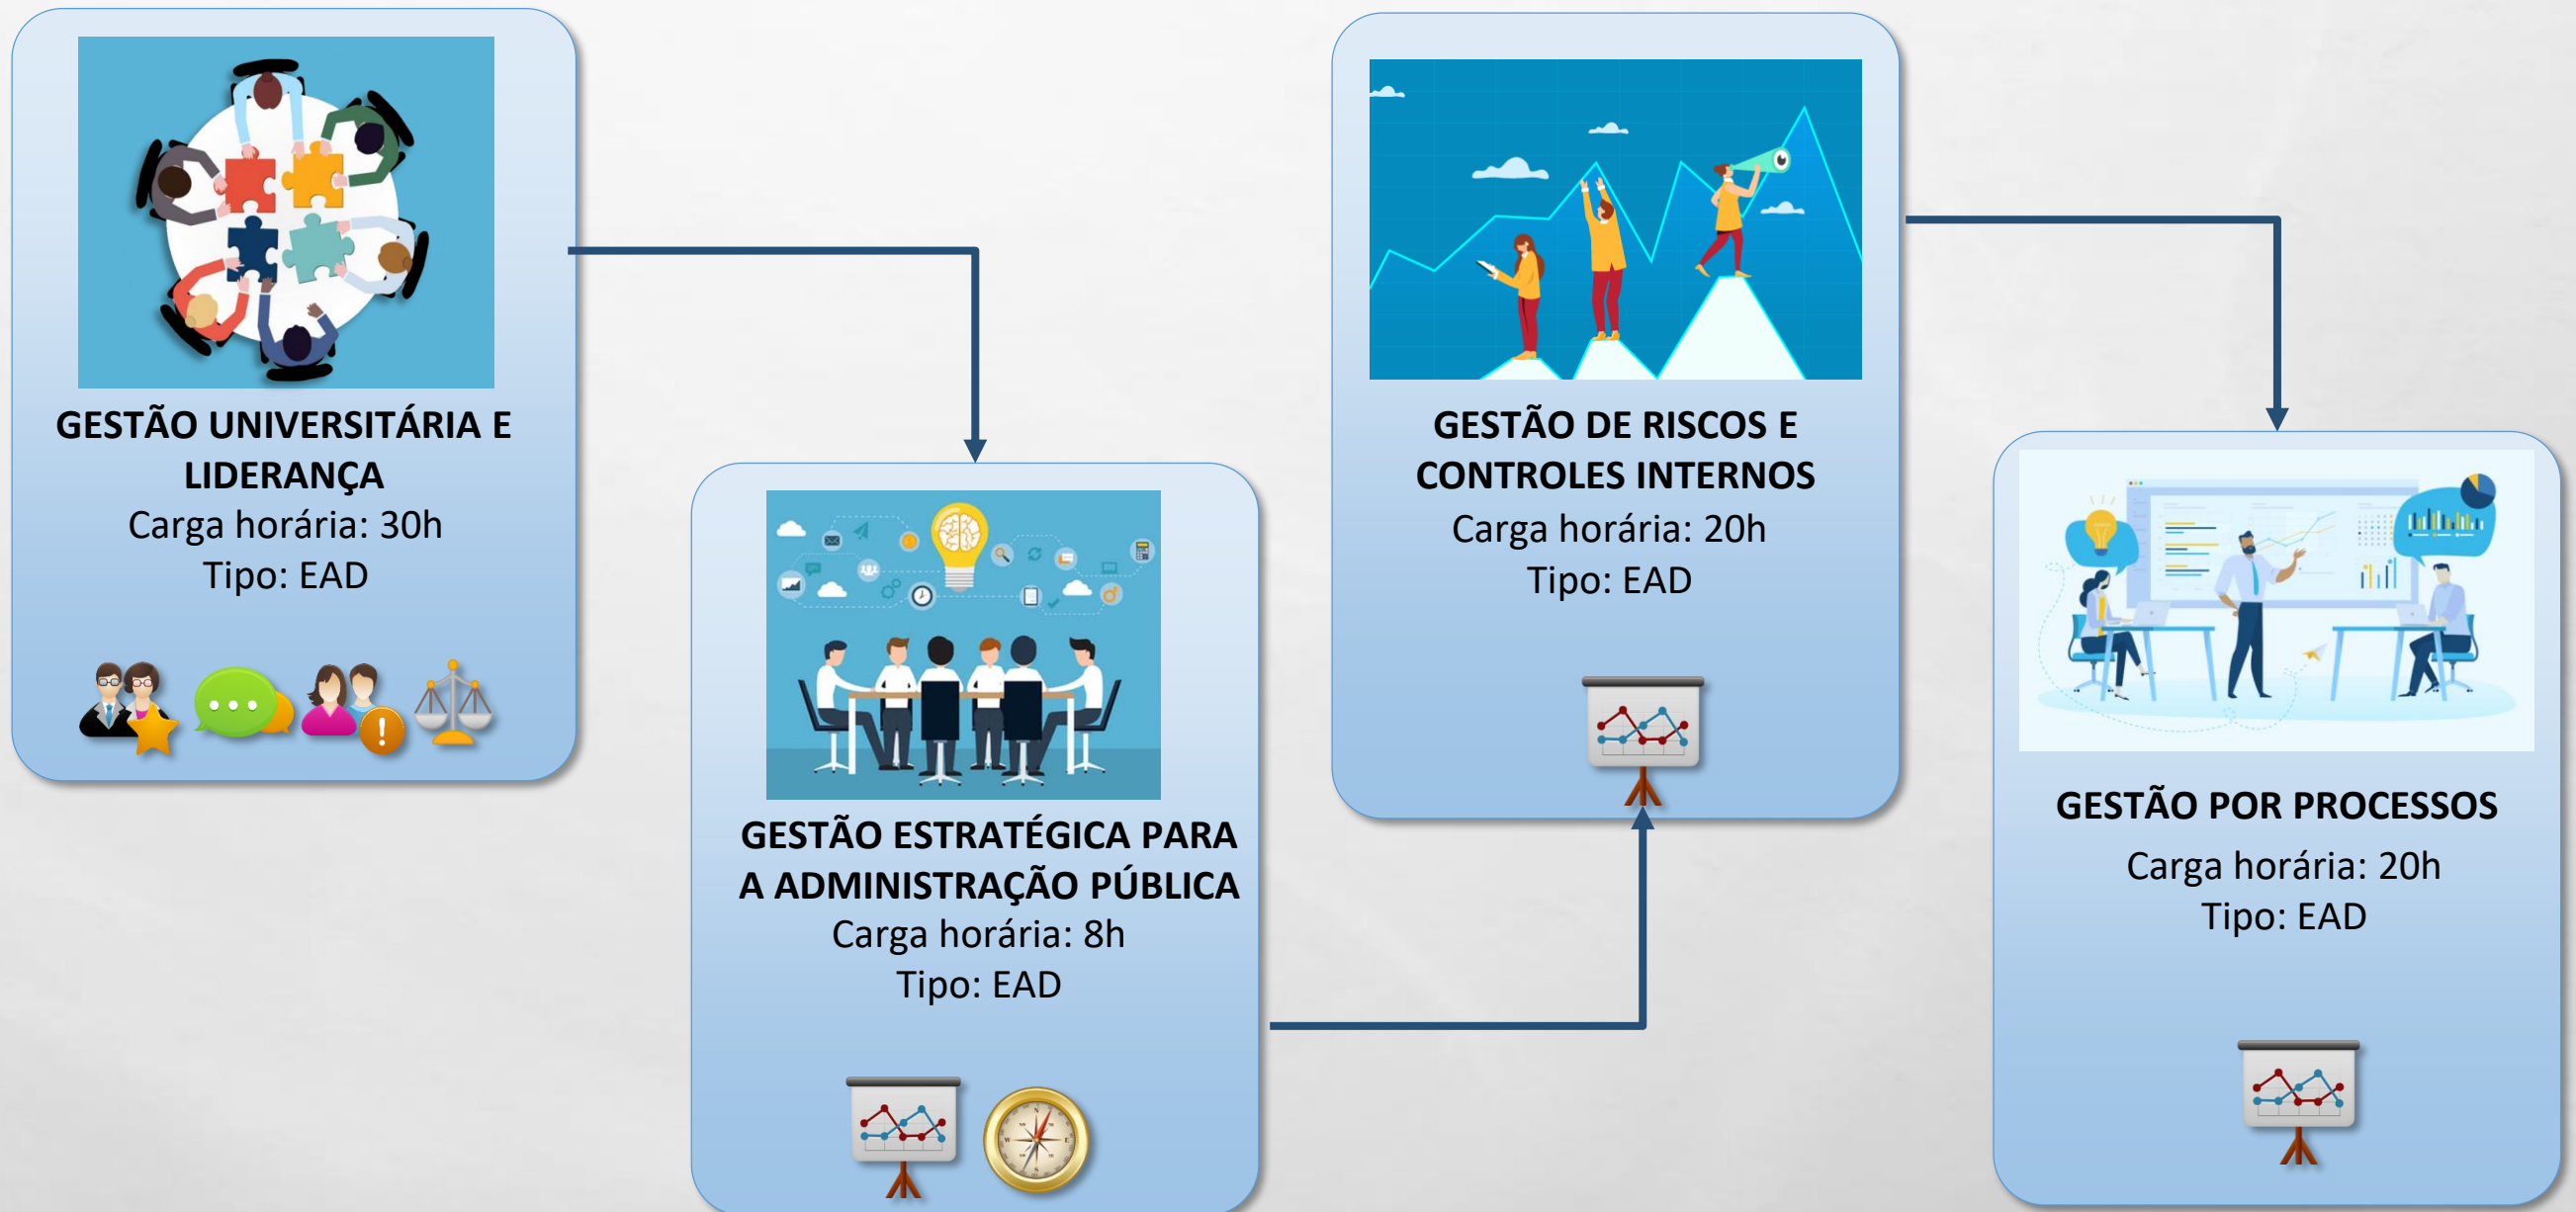 GESTÃO UNIVERSITÁRIA E
LIDERANÇA
Carga horária: 30h
Tipo: EAD
GESTÃO ESTRATÉGICA PARA
A ADMINISTRAÇÃO PÚBLICA
Carga horária: 8h
Tipo: EAD
GESTÃO DE RISCOS E
CONTROLES INTERNOS
Carga horária: 20h
Tipo: EAD
GESTÃO POR PROCESSOS
Carga horária: 20h
Tipo: EAD